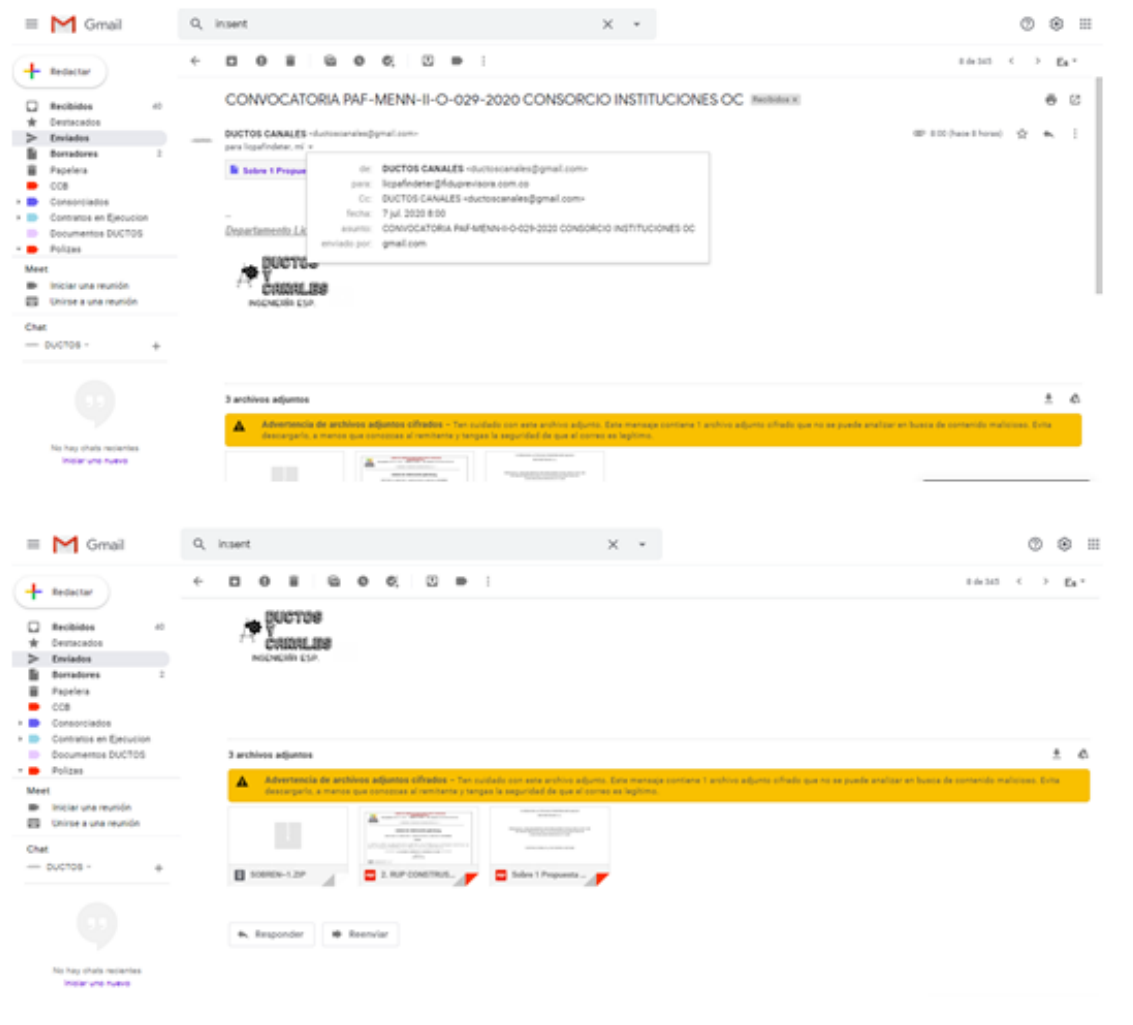 Gmail
in:sent
Redactar
8 de 365
Es
Recibidos 40
Destacados
Enviados
Borradores 2
Papelera
CCB
Consorciados
Contratos en Ejecucion
Documentos DUCTOS
Polizas
Meet
Iniciar una reunión
Unirse a una reunión
Chat
DUCTOS
No hay chats recientes
Iniciar uno nuevo
CONVOCATORIA PAF-MENN-II-O-029-2020 CONSORCIO INSTITUCIONES OC Recibidos x
DUCTOS CANALES <ductoscanales@gmail.com>
8:00 (hace 8 horas)
para licpafindeter, mí
Sobre 1 Propue
de: DUCTOS CANALES <ductoscanales@gmail.com>
para: licpafindeter@fiduprevisora.com.co
Cc: DUCTOS CANALES <ductoscanales@gmail.com>
fecha: 7 jul. 2020 8:00
asunto: CONVOCATORIA PAF-MENN-II-O-029-2020 CONSORCIO INSTITUCIONES OC
enviado por: gmail.com
--
Departamento Lic
DUCTOS
Y
CANALES
INGENIERÍA ESP.
3 archivos adjuntos
Advertencia de archivos adjuntos cifrados – Ten cuidado con este archivo adjunto. Este mensaje contiene 1 archivo adjunto cifrado que no se puede analizar en busca de contenido malicioso. Evita
descargarlo, a menos que conozcas al remitente y tengas la seguridad de que el correo es legítimo.
Gmail
in:sent
Redactar
8 de 365
Es
Recibidos 40
Destacados
Enviados
Borradores 2
Papelera
CCB
Consorciados
Contratos en Ejecucion
Documentos DUCTOS
Polizas
Meet
Iniciar una reunión
Unirse a una reunión
Chat
DUCTOS
No hay chats recientes
Iniciar uno nuevo
DUCTOS
Y
CANALES
INGENIERÍA ESP.
3 archivos adjuntos
Advertencia de archivos adjuntos cifrados – Ten cuidado con este archivo adjunto. Este mensaje contiene 1 archivo adjunto cifrado que no se puede analizar en busca de contenido malicioso. Evita
descargarlo, a menos que conozcas al remitente y tengas la seguridad de que el correo es legítimo.
SOBREN~1.ZIP
2. RUP CONSTRUS...
Sobre 1 Propuesta ...
Responder
Reenviar